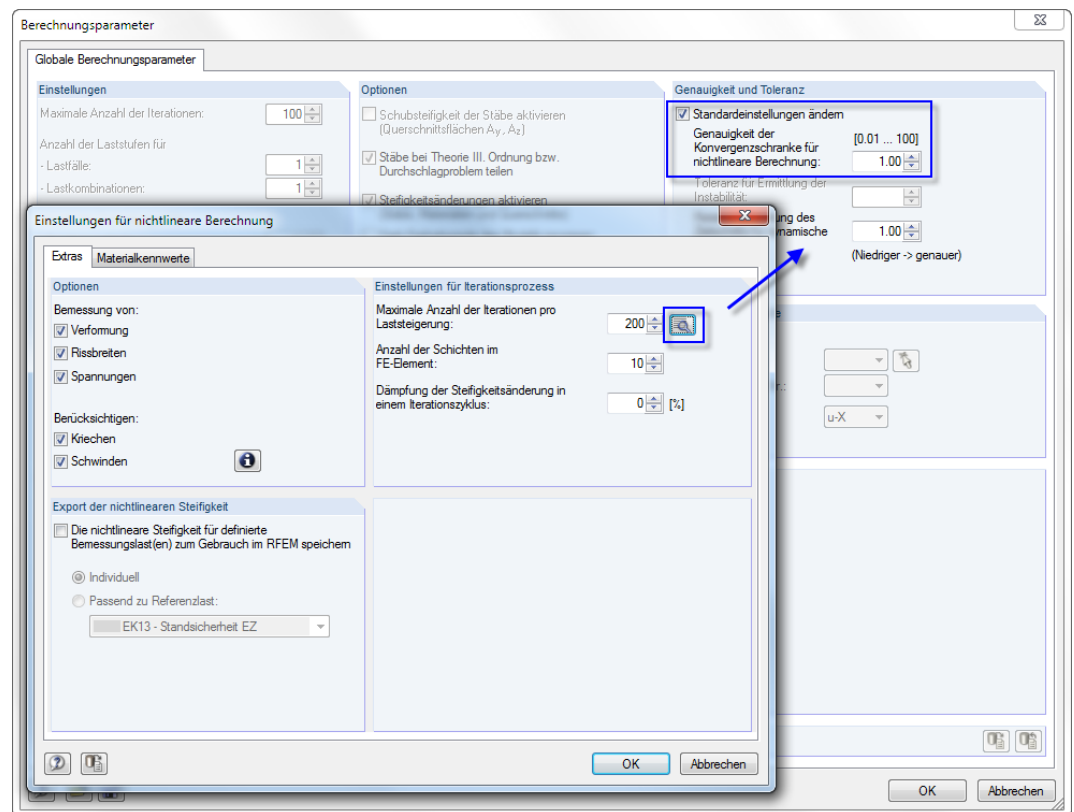 Berechnungsparameter
Globale Berechnungsparameter
Einstellungen
Maximale Anzahl der Iterationen: 100
Anzahl der Laststufen für
- Lastfälle: 1
- Lastkombinationen: 1
Optionen
Schubsteifigkeit der Stäbe aktivieren
(Querschnittsflächen Ay, Az)
Stäbe bei Theorie III. Ordnung bzw.
Durchschlagproblem teilen
Steifigkeitsänderungen aktivieren
Genauigkeit und Toleranz
Standardeinstellungen ändern
Genauigkeit der
Konvergenzschranke für
nichtlineare Berechnung:
[0.01 ... 100]
1.00
Toleranz für Ermittlung der
Instabilität:
ung des
namische
1.00
(Niedriger -> genauer)
r.:
u-X
Einstellungen für nichtlineare Berechnung
Extras
Materialkennwerte
Optionen
Bemessung von:
Verformung
Rissbreiten
Spannungen
Berücksichtigen:
Kriechen
Schwinden
Einstellungen für Iterationsprozess
Maximale Anzahl der Iterationen pro
Laststeigerung: 200
Anzahl der Schichten im
FE-Element: 10
Dämpfung der Steifigkeitsänderung in
einem Iterationszyklus: 0 [%]
Export der nichtlinearen Steifigkeit
Die nichtlineare Steifigkeit für definierte
Bemessungslast(en) zum Gebrauch im RFEM speichern
Individuell
Passend zu Referenzlast:
EK13 - Standsicherheit EZ
OK
Abbrechen
OK
Abbrechen